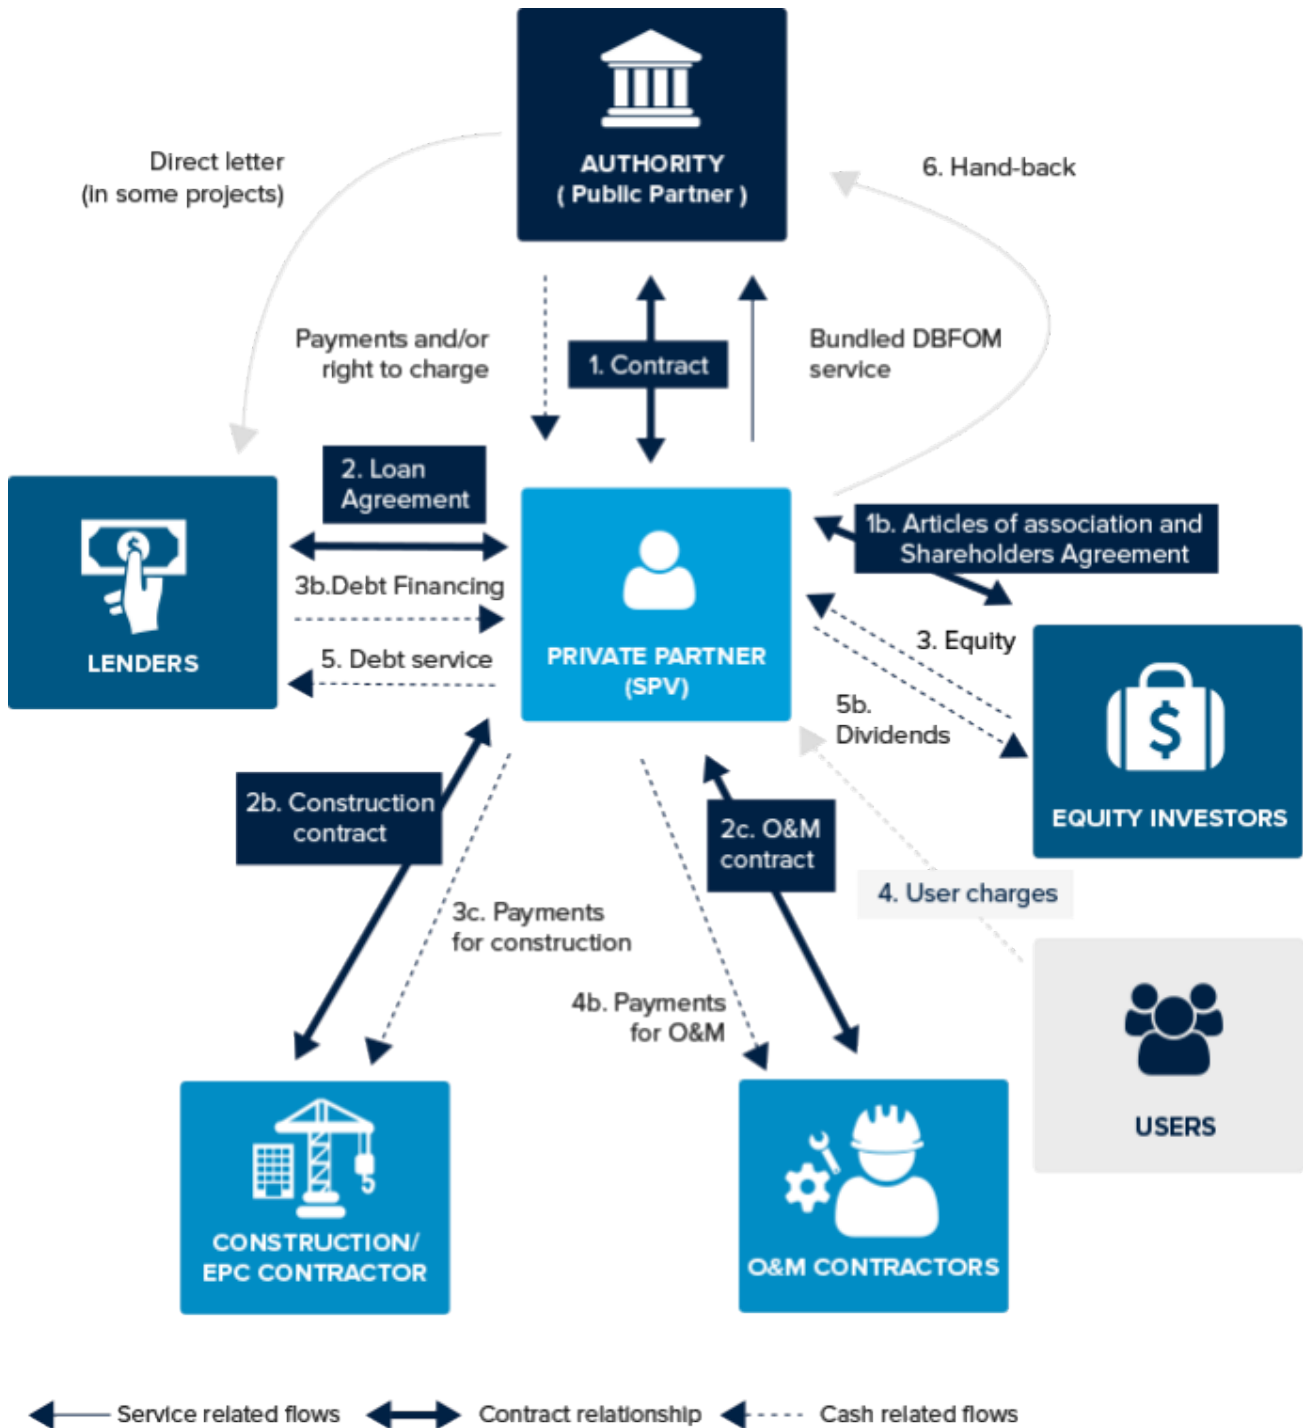 AUTHORITY
( Public Partner )
Direct letter
(in some projects)
6. Hand-back
Payments and/or
right to charge
1. Contract
Bundled DBFOM
service
2. Loan
Agreement
1b. Articles of association and
Shareholders Agreement
3b.Debt Financing
5. Debt service
LENDERS
PRIVATE PARTNER
(SPV)
3. Equity
5b.
Dividends
$
$
EQUITY INVESTORS
2b. Construction
contract
2c. O&M
contract
4. User charges
3c. Payments
for construction
4b. Payments
for O&M
USERS
CONSTRUCTION/
EPC CONTRACTOR
O&M CONTRACTORS
Service related flows
Contract relationship
Cash related flows